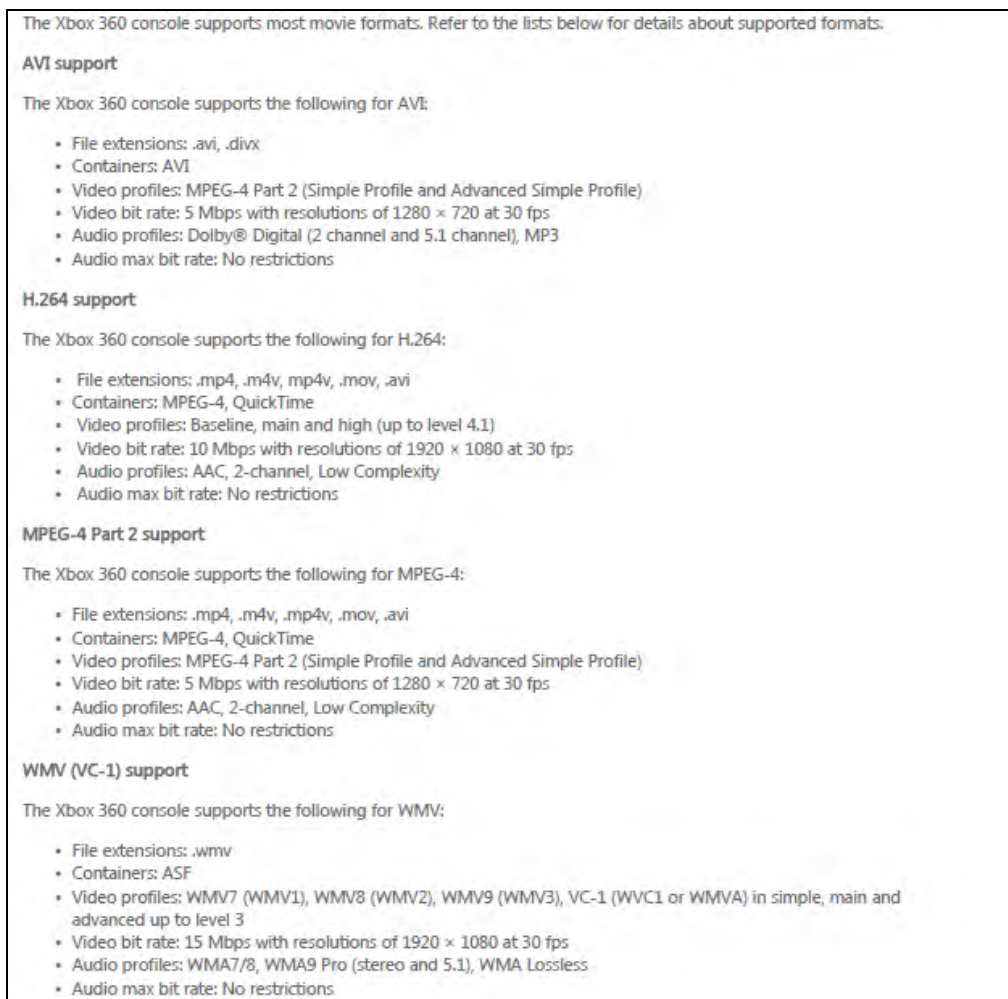 The Xbox 360 console supports most movie formats. Refer to the lists below for details about supported formats.
AVI support
The Xbox 360 console supports the following for AVI:
• File extensions: .avi, .divx
• Containers: AVI
• Video profiles: MPEG-4 Part 2 (Simple Profile and Advanced Simple Profile)
• Video bit rate: 5 Mbps with resolutions of 1280 × 720 at 30 fps
• Audio profiles: Dolby® Digital (2 channel and 5.1 channel), MP3
• Audio max bit rate: No restrictions
H.264 support
The Xbox 360 console supports the following for H.264:
• File extensions: .mp4, .m4v, mp4v, .mov, .avi
• Containers: MPEG-4, QuickTime
• Video profiles: Baseline, main and high (up to level 4.1)
• Video bit rate: 10 Mbps with resolutions of 1920 × 1080 at 30 fps
• Audio profiles: AAC, 2-channel, Low Complexity
• Audio max bit rate: No restrictions
MPEG-4 Part 2 support
The Xbox 360 console supports the following for MPEG-4:
• File extensions: .mp4, .m4v, .mp4v, .mov, .avi
• Containers: MPEG-4, QuickTime
• Video profiles: MPEG-4 Part 2 (Simple Profile and Advanced Simple Profile)
• Video bit rate: 5 Mbps with resolutions of 1280 × 720 at 30 fps
• Audio profiles: AAC, 2-channel, Low Complexity
• Audio max bit rate: No restrictions
WMV (VC-1) support
The Xbox 360 console supports the following for WMV:
• File extensions: .wmv
• Containers: ASF
• Video profiles: WMV7 (WMV1), WMV8 (WMV2), WMV9 (WMV3), VC-1 (WVC1 or WMVA) in simple, main and
advanced up to level 3
• Video bit rate: 15 Mbps with resolutions of 1920 × 1080 at 30 fps
• Audio profiles: WMA7/8, WMA9 Pro (stereo and 5.1), WMA Lossless
• Audio max bit rate: No restrictions